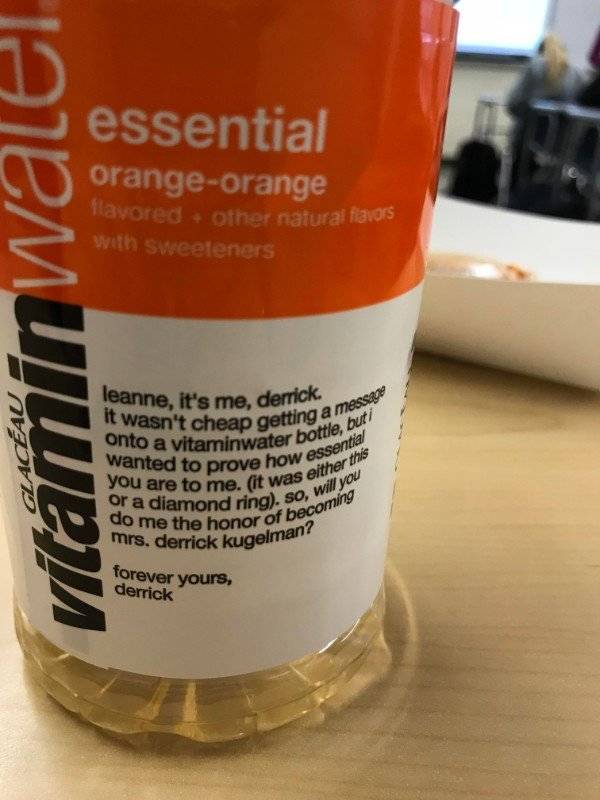 GLACÉAU
vitaminwater
essential
orange-orange
flavored + other natural flavors
with sweeteners
leanne, it's me, derrick.
it wasn't cheap getting a message
onto a vitaminwater bottle, but i
wanted to prove how essential
you are to me. (it was either this
or a diamond ring). so, will you
do me the honor of becoming
mrs. derrick kugelman?
forever yours,
derrick